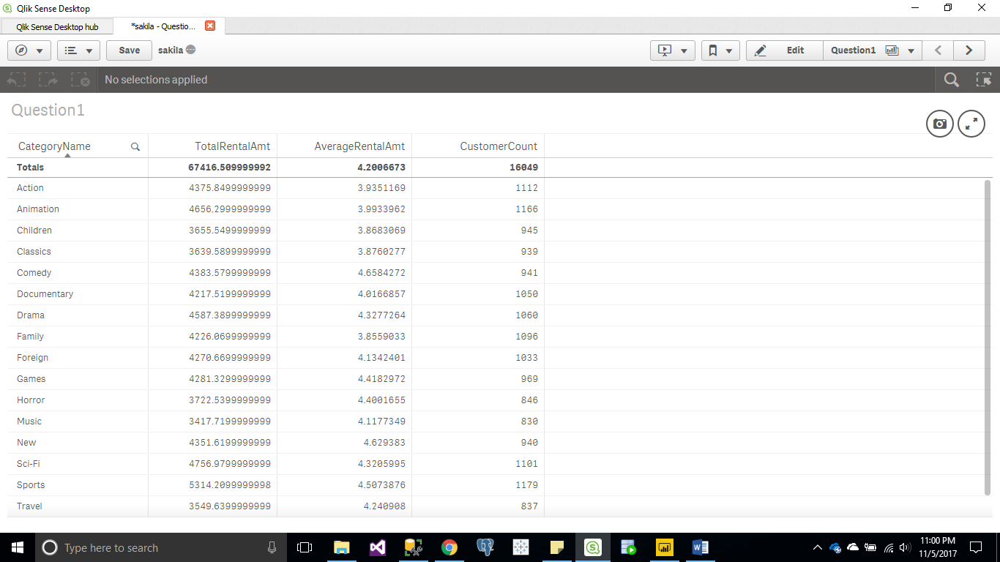 Qlik Sense Desktop
Qlik Sense Desktop hub *sakila - Questio...
Save sakila Edit Question1
No selections applied
Question1
CategoryName TotalRentalAmt AverageRentalAmt CustomerCount
Totals 67416.509999992 4.2006673 16049
Action 4375.8499999999 3.9351169 1112
Animation 4656.2999999999 3.9933962 1166
Children 3655.5499999999 3.8683069 945
Classics 3639.5899999999 3.8760277 939
Comedy 4383.5799999999 4.6584272 941
Documentary 4217.5199999999 4.0166857 1050
Drama 4587.3899999999 4.3277264 1060
Family 4226.0699999999 3.8559033 1096
Foreign 4270.6699999999 4.1342401 1033
Games 4281.3299999999 4.4182972 969
Horror 3722.5399999999 4.4001655 846
Music 3417.7199999999 4.1177349 830
New 4351.6199999999 4.629383 940
Sci-Fi 4756.9799999999 4.3205995 1101
Sports 5314.2099999998 4.5073876 1179
Travel 3549.6399999999 4.240908 837
Type here to search
11:00 PM
11/5/2017